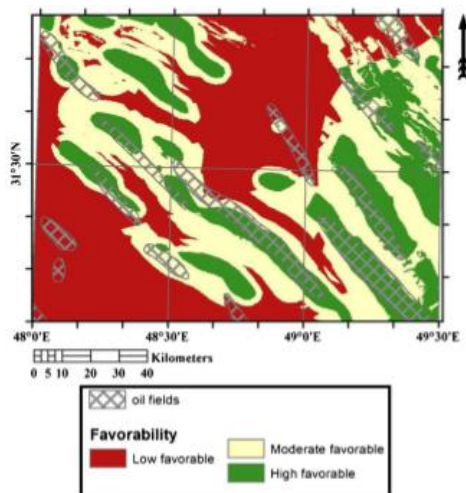 31°30'N
48°0'E
48°30'E
49°0'E
49°30'E
Kilometers
0 5 10 20 30 40
oil fields
Favorability
Low favorable
Moderate favorable
High favorable